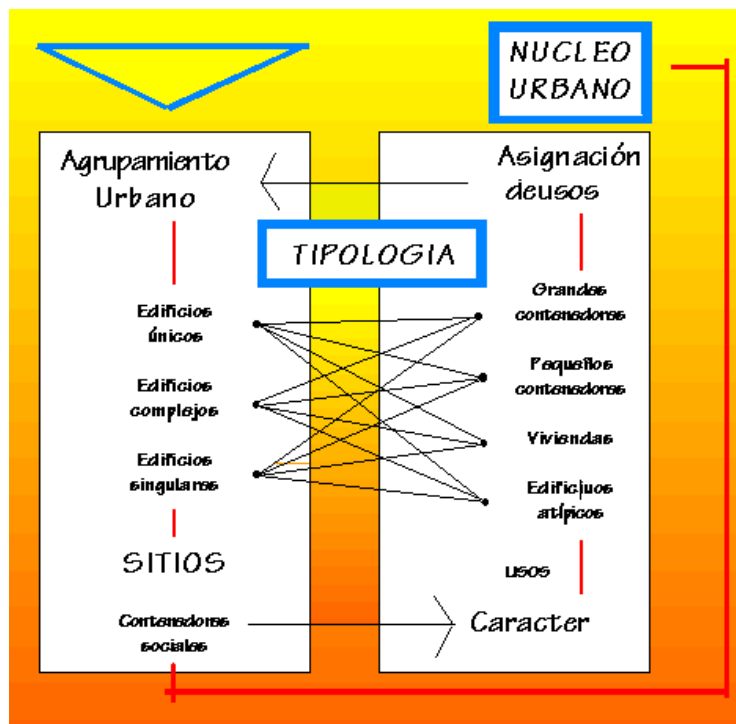 NUCLEO
URBANO
Agrupamiento
Urbano
Asignación
deusos
TIPOLOGIA
Edificios
únicos
Edificios
complejos
Edificios
singulares
SITIOS
Contenedores
sociales
Grandes
contenedores
Pequeños
contenedores
Viviendas
Edificijuos
atípicos
usos
Caracter